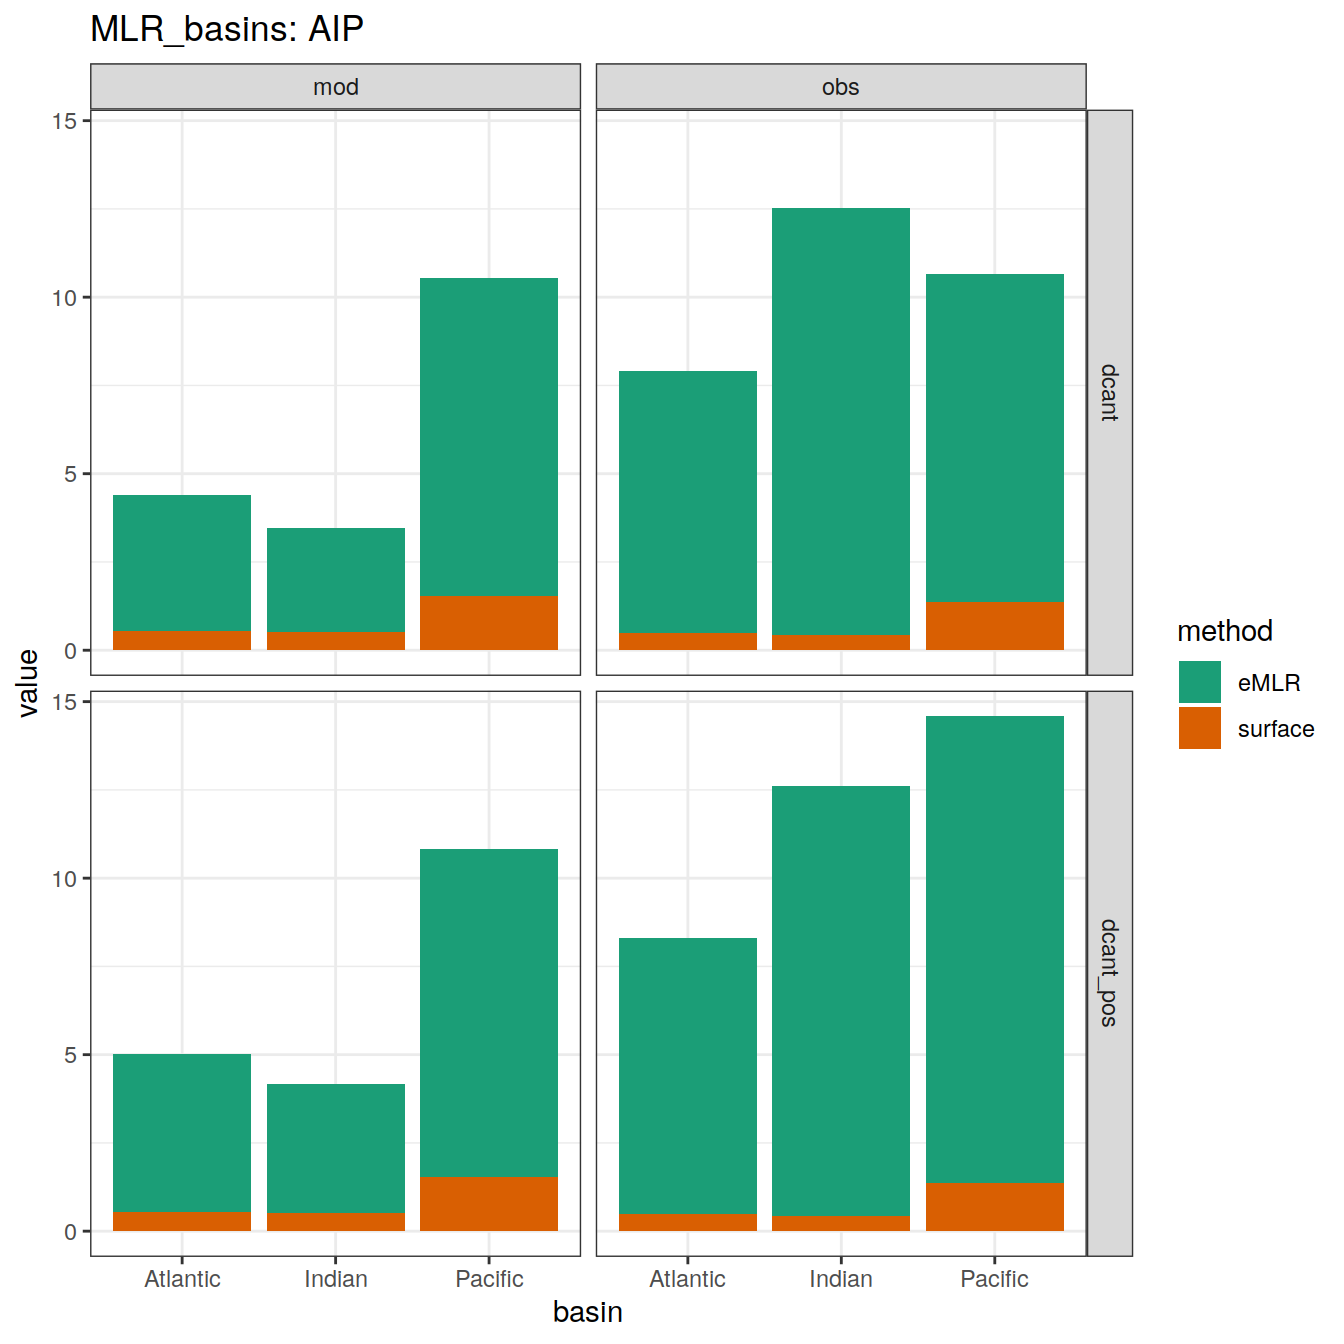 MLR_basins: AIP
mod
obs
15
10
5
0
dcant
15
10
5
0
dcant_pos
value
Atlantic
Indian
Pacific
Atlantic
Indian
Pacific
basin
method
eMLR
surface